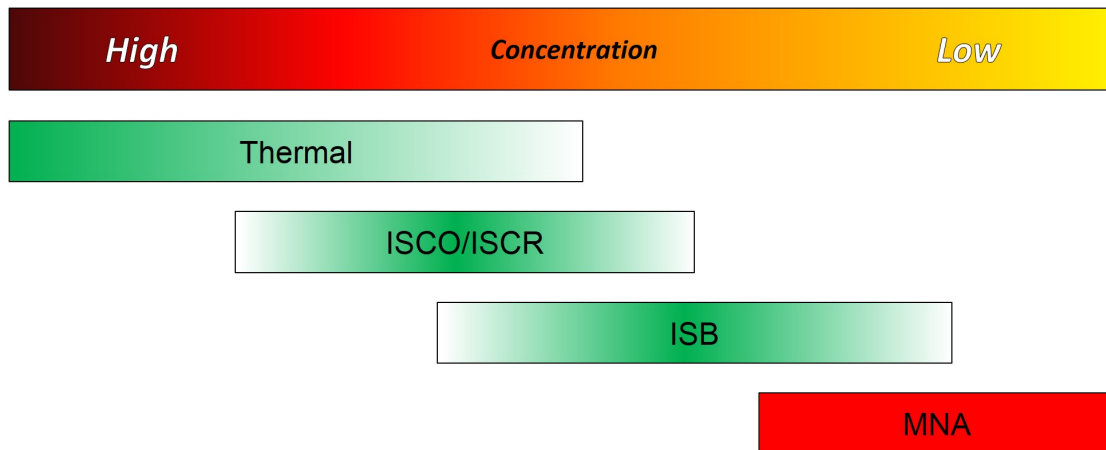 High Concentration Low
Thermal
ISCO/ISCR
ISB
MNA